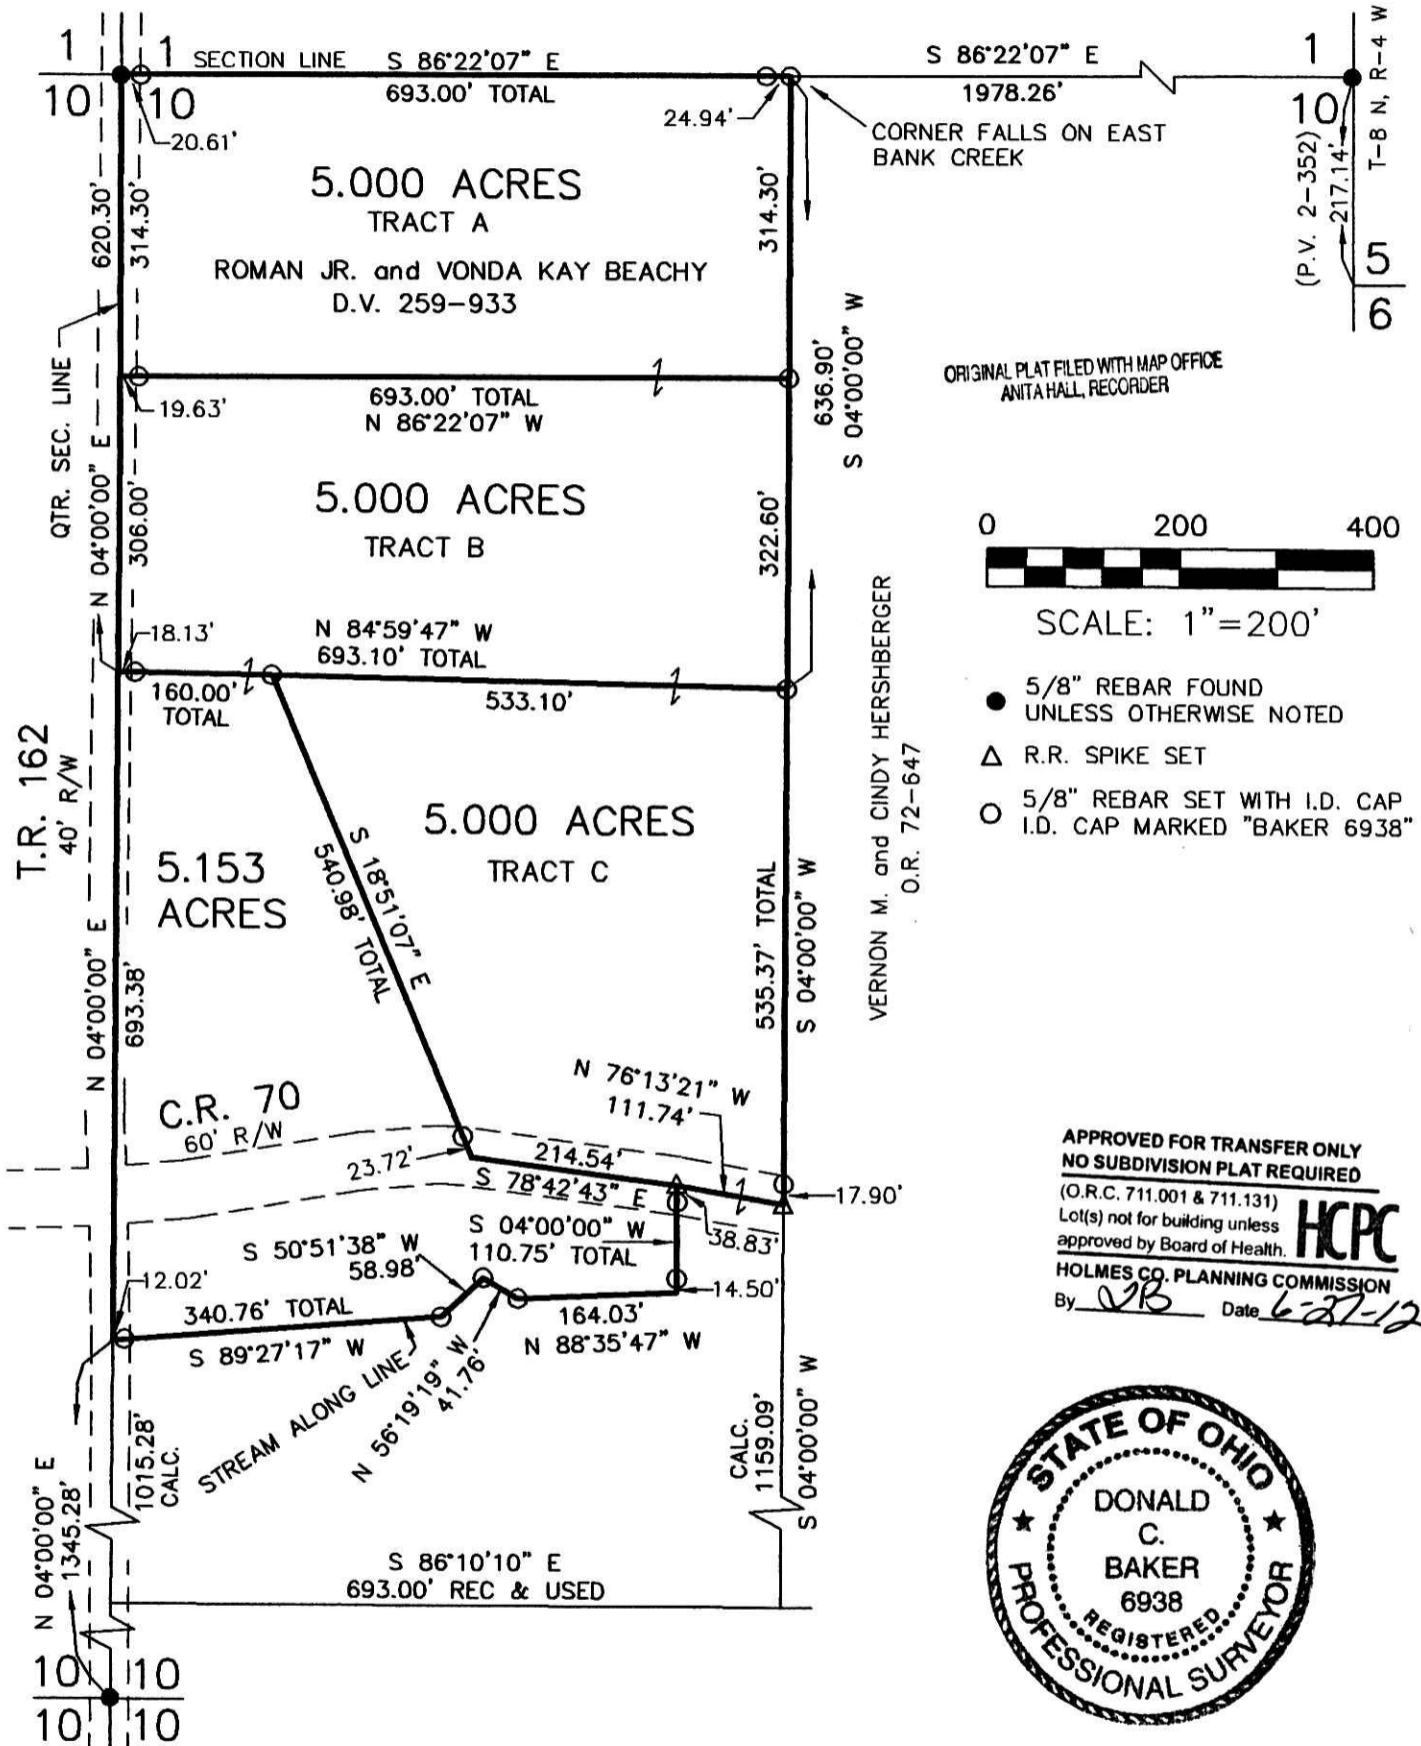 1
1
SECTION LINE
S 86°22'07" E
693.00' TOTAL
10
10
20.61'
24.94'
S 86°22'07" E
1978.26'
CORNER FALLS ON EAST
BANK CREEK
1
10
T-8 N, R-4 W
(P.V. 2-352)
217.14'
5
6
5.000 ACRES
TRACT A
ROMAN JR. and VONDA KAY BEACHY
D.V. 259-933
620.30'
314.30'
314.30'
QTR. SEC. LINE
19.63'
693.00' TOTAL
N 86°22'07" W
636.90'
S 04°00'00" W
ORIGINAL PLAT FILED WITH MAP OFFICE
ANITA HALL, RECORDER
N 04°00'00" E
306.00'
5.000 ACRES
TRACT B
322.60'
0 200 400
SCALE: 1"=200'
18.13'
N 84°59'47" W
693.10' TOTAL
160.00'
TOTAL
533.10'
5/8" REBAR FOUND
UNLESS OTHERWISE NOTED
R.R. SPIKE SET
5/8" REBAR SET WITH I.D. CAP
I.D. CAP MARKED "BAKER 6938"
VERNON M. and CINDY HERSHBERGER
O.R. 72-647
T.R. 162
40' R/W
5.153
ACRES
S 18°51'07" E
540.98' TOTAL
5.000 ACRES
TRACT C
N 04°00'00" E
693.38'
535.37' TOTAL
S 04°00'00" W
C.R. 70
60' R/W
N 76°13'21" W
111.74'
23.72'
214.54'
S 78°42'43" E
17.90'
S 04°00'00" W
110.75' TOTAL
38.83'
S 50°51'38" W
58.98'
12.02'
340.76' TOTAL
S 89°27'17" W
14.50'
164.03'
N 88°35'47" W
N 56°19'19" W
41.76'
STREAM ALONG LINE
APPROVED FOR TRANSFER ONLY
NO SUBDIVISION PLAT REQUIRED
(O.R.C. 711.001 & 711.131)
Lot(s) not for building unless
approved by Board of Health.
HCPC
HOLMES CO. PLANNING COMMISSION
By Date 6-27-12
N 04°00'00" E
1345.28'
1015.28'
CALC.
CALC.
1159.09'
S 04°00'00" W
S 86°10'10" E
693.00' REC & USED
10
10
10
10
STATE OF OHIO
DONALD
C.
BAKER
6938
REGISTERED
PROFESSIONAL SURVEYOR